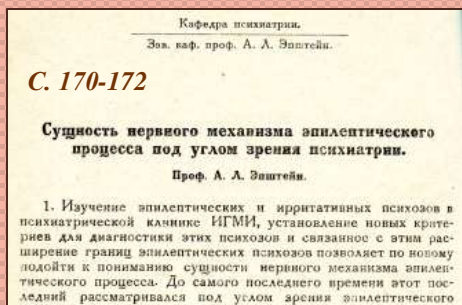 Кафедра психиатрии.
Зав. каф. проф. А. Л. Эпштейн.
С. 170-172
Сущность нервного механизма эпилептического
процесса под углом зрения психиатрии.
Проф. А. Л. Эпштейн.
1. Изучение эпилептических и ирритативных психозов в
психиатрической клинике ИГМИ, установление новых крите-
риев для диагностики этих психозов и связанное с этим рас-
ширение границ эпилептических психозов позволяет по новому
подойти к пониманию сущности нервного механизма эпилеп-
тического процесса. До самого последнего времени этот пос-
ледний рассматривался под углом зрения эпилептического